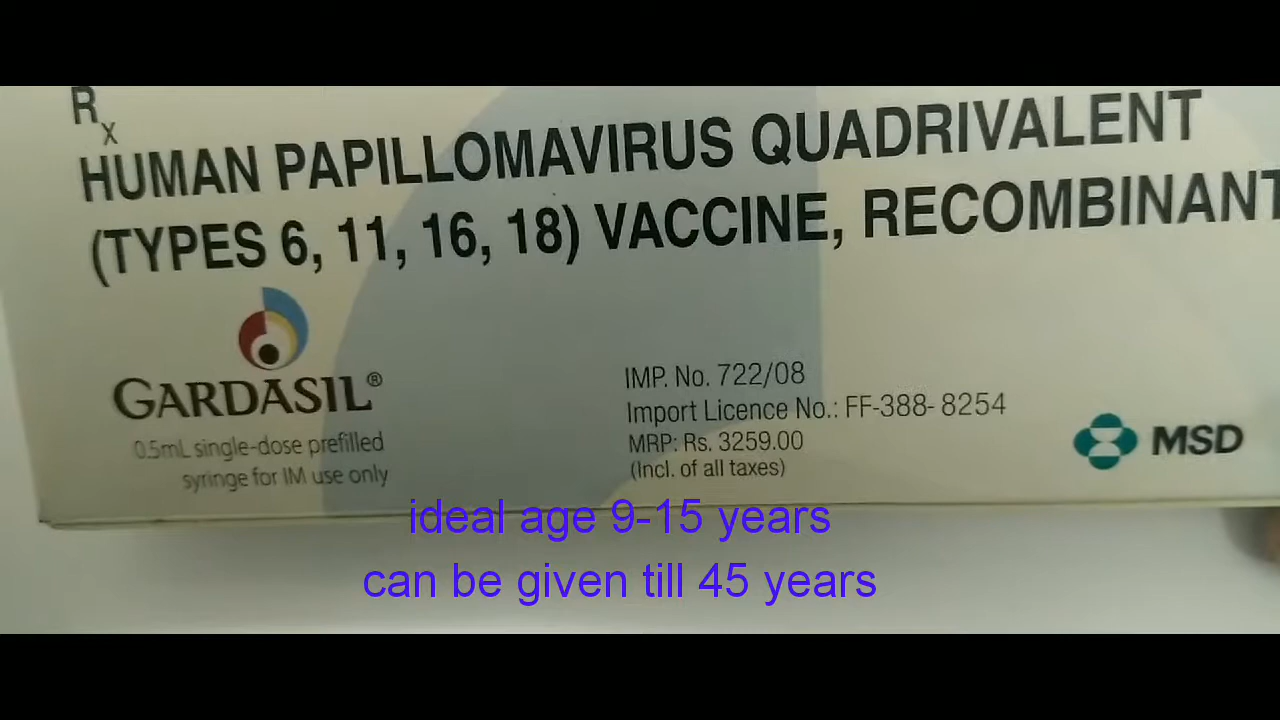 Rx
HUMAN PAPILLOMAVIRUS QUADRIVALENT
(TYPES 6, 11, 16, 18) VACCINE, RECOMBINANT
GARDASIL®
0.5mL single-dose prefilled
syringe for IM use only
IMP. No. 722/08
Import Licence No.: FF-388- 8254
MRP: Rs. 3259.00
(Incl. of all taxes)
MSD
ideal age 9-15 years
can be given till 45 years